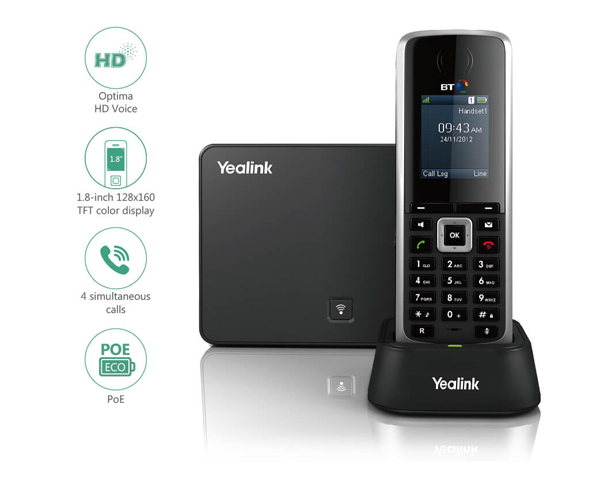 HD
Optima
HD Voice
1.8"
1.8-inch 128x160
TFT color display
4 simultaneous
calls
POE
ECO
PoE
Yealink
BT
1
Handset1
09:43 AM
24/11/2012
Call Log Line
OK
1 2 ABC 3 DEF
4 GHI 5 JKL 6 MNO
7 PQRS 8 TUV 9 WXYZ
* 0 + #
R
Yealink